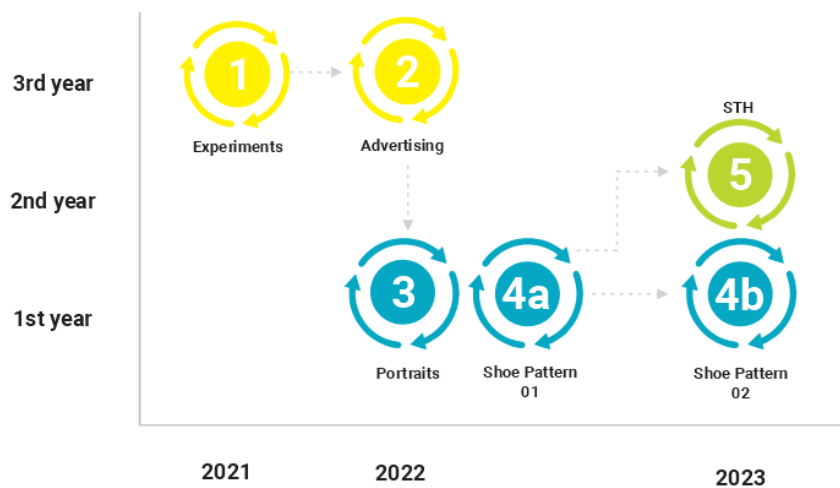 3rd year
1
2
Experiments
Advertising
STH
2nd year
5
3
4a
4b
1st year
Portraits
Shoe Pattern
01
Shoe Pattern
02
2021
2022
2023